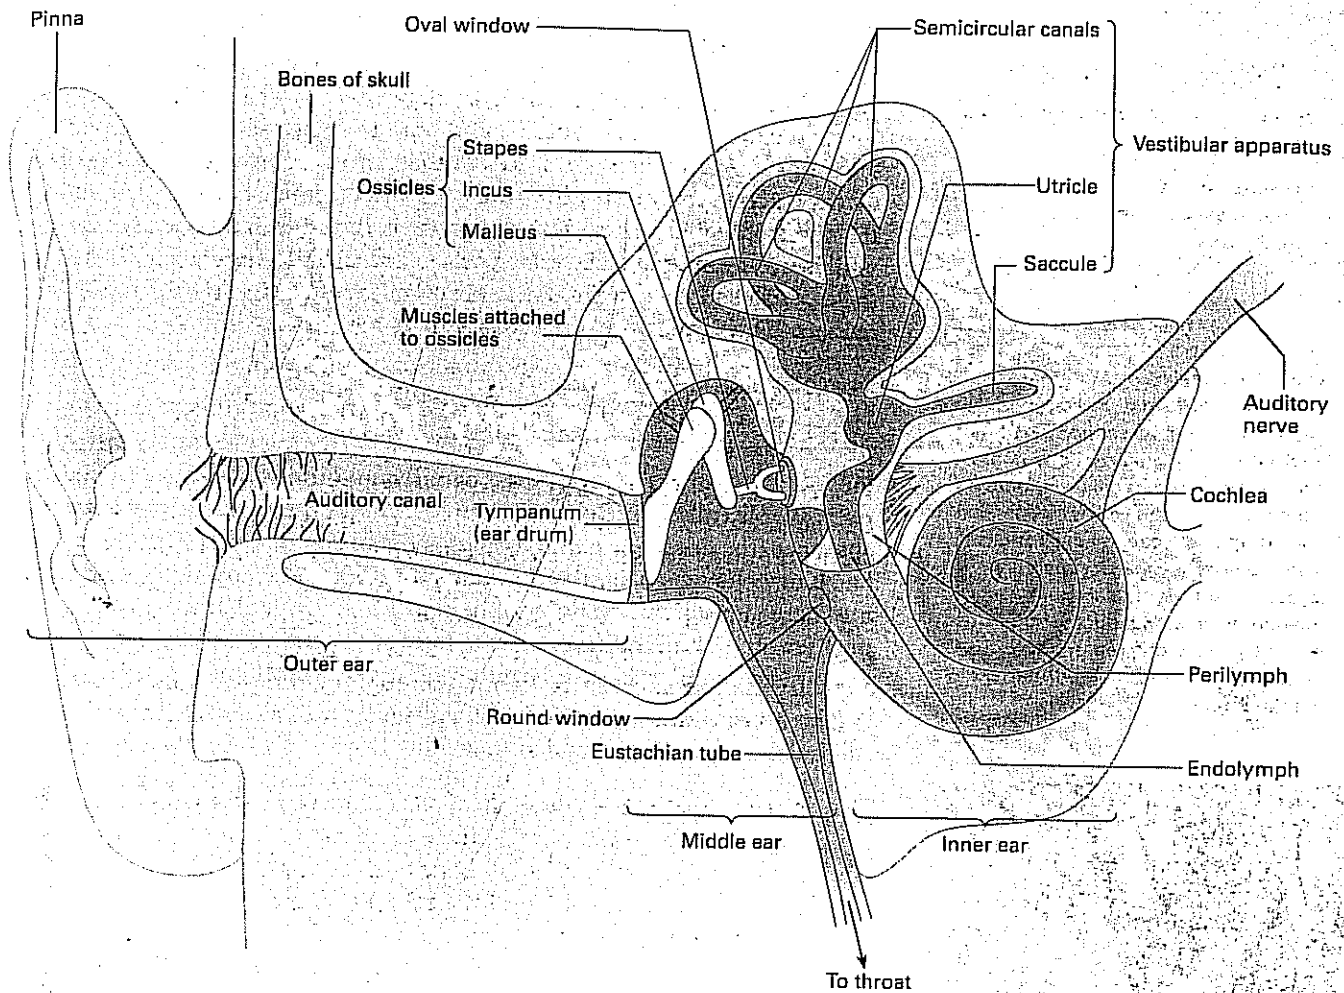 Pinna
Oval window
Semicircular canals
Bones of skull
Stapes
Ossicles
Incus
Malleus
Vestibular apparatus
Utricle
Saccule
Muscles attached
to ossicles
Auditory
nerve
Auditory canal
Tympanum
(ear drum)
Cochlea
Outer ear
Perilymph
Round window
Eustachian tube
Endolymph
Middle ear
Inner ear
To throat